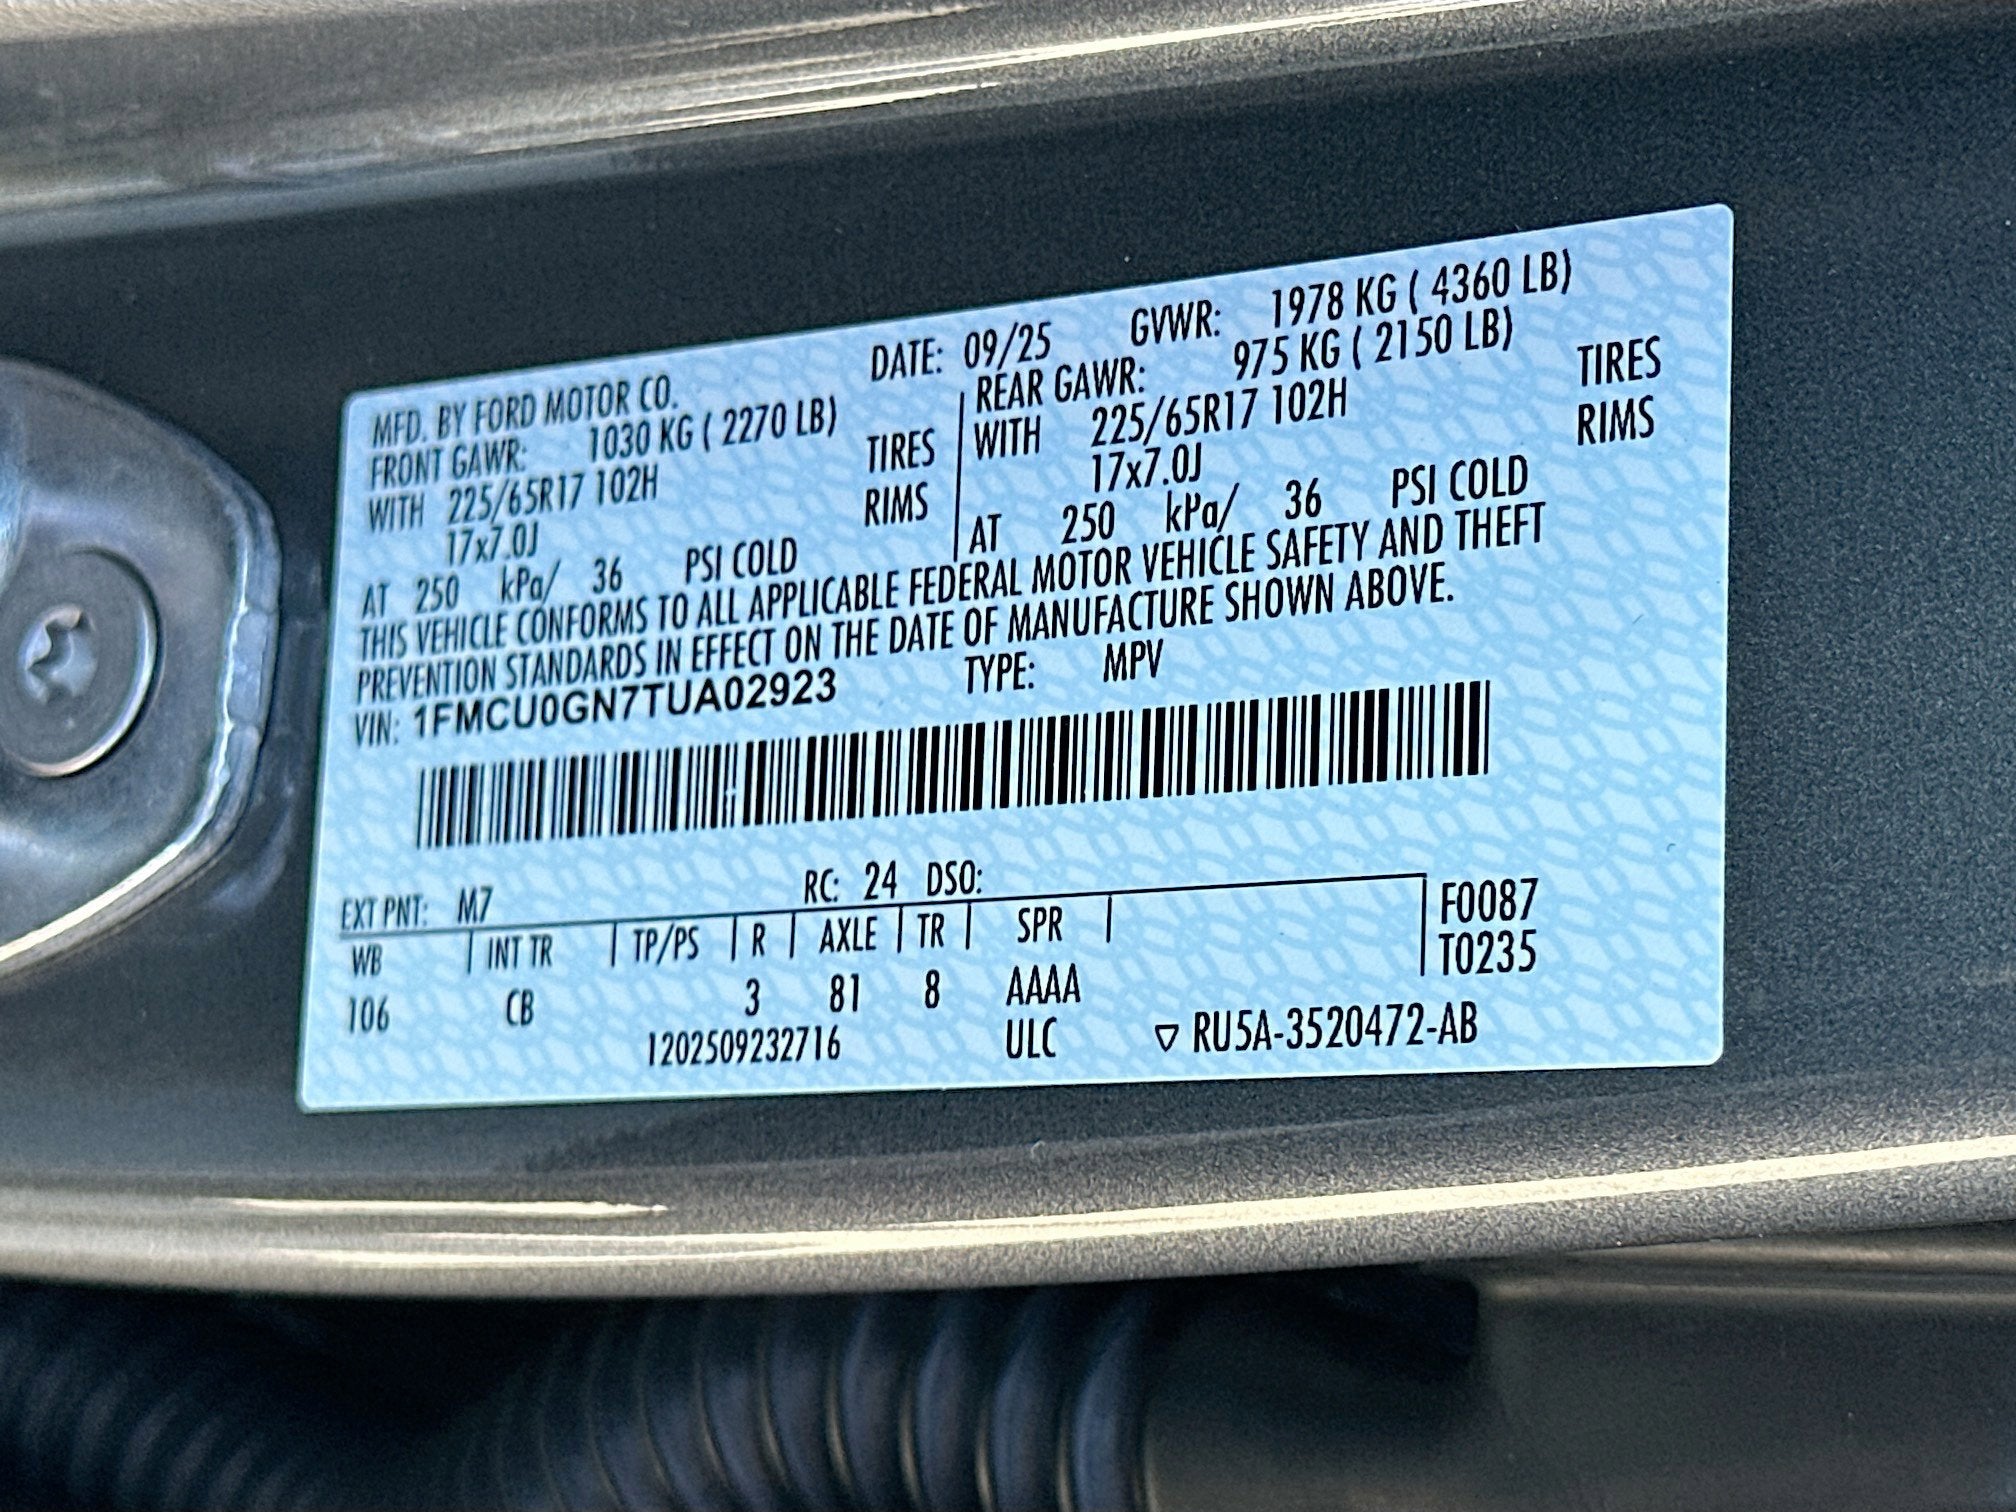 MFD. BY FORD MOTOR CO. DATE: 09/25 GVWR: 1978 KG ( 4360 LB)
FRONT GAWR: 1030 KG ( 2270 LB) REAR GAWR: 975 KG ( 2150 LB)
WITH 225/65R17 102H TIRES WITH 225/65R17 102H TIRES
17x7.0J RIMS 17x7.0J RIMS
AT 250 kPa/ 36 PSI COLD AT 250 kPa/ 36 PSI COLD
THIS VEHICLE CONFORMS TO ALL APPLICABLE FEDERAL MOTOR VEHICLE SAFETY AND THEFT
PREVENTION STANDARDS IN EFFECT ON THE DATE OF MANUFACTURE SHOWN ABOVE.
VIN: 1FMCU0GN7TUA02923 TYPE: MPV
EXT PNT: M7 RC: 24 DSO:
WB INT TR TP/PS R AXLE TR SPR F0087
T0235
106 CB 3 81 8 AAAA
1202509232716 ULC ▽ RU5A-3520472-AB